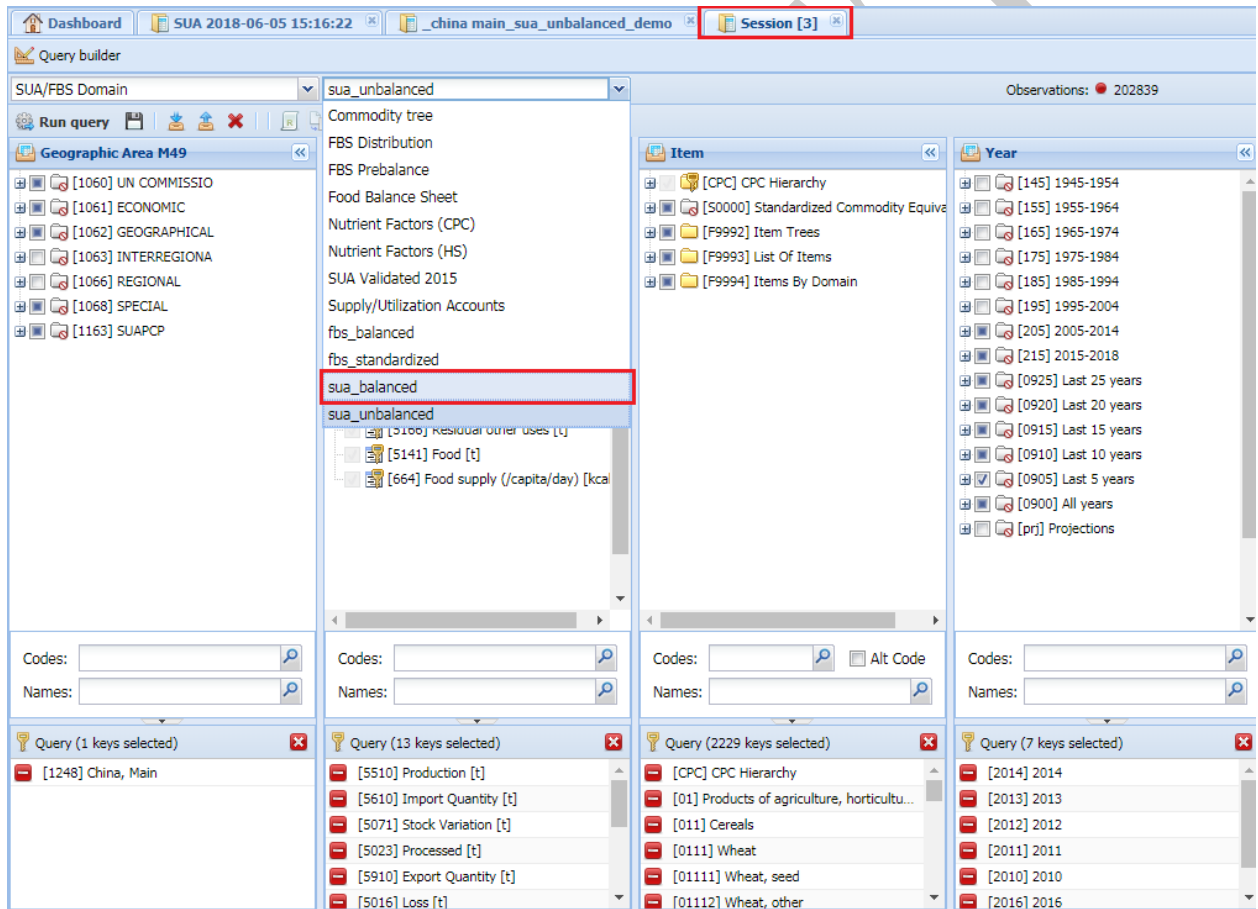 Dashboard SUA 2018-06-05 15:16:22 _china main_sua_unbalanced_demo Session [3]
Query builder
SUA/FBS Domain sua_unbalanced Observations: 202839
Run query
Geographic Area M49
[1060] UN COMMISSIO
[1061] ECONOMIC
[1062] GEOGRAPHICAL
[1063] INTERREGIONA
[1066] REGIONAL
[1068] SPECIAL
[1163] SUAPCP
Commodity tree
FBS Distribution
FBS Prebalance
Food Balance Sheet
Nutrient Factors (CPC)
Nutrient Factors (HS)
SUA Validated 2015
Supply/Utilization Accounts
fbs_balanced
fbs_standardized
sua_balanced
sua_unbalanced
[5166] Residual other uses [t]
[5141] Food [t]
[664] Food supply (/capita/day) [kcal
Item
[CPC] CPC Hierarchy
[S0000] Standardized Commodity Equiva
[F9992] Item Trees
[F9993] List Of Items
[F9994] Items By Domain
Year
[145] 1945-1954
[155] 1955-1964
[165] 1965-1974
[175] 1975-1984
[185] 1985-1994
[195] 1995-2004
[205] 2005-2014
[215] 2015-2018
[0925] Last 25 years
[0920] Last 20 years
[0915] Last 15 years
[0910] Last 10 years
[0905] Last 5 years
[0900] All years
[prj] Projections
Codes: Codes: Codes: Alt Code Codes:
Names: Names: Names: Names:
Query (1 keys selected)
[1248] China, Main
Query (13 keys selected)
[5510] Production [t]
[5610] Import Quantity [t]
[5071] Stock Variation [t]
[5023] Processed [t]
[5910] Export Quantity [t]
[5016] Loss [t]
Query (2229 keys selected)
[CPC] CPC Hierarchy
[01] Products of agriculture, horticultu...
[011] Cereals
[0111] Wheat
[01111] Wheat, seed
[01112] Wheat, other
Query (7 keys selected)
[2014] 2014
[2013] 2013
[2012] 2012
[2011] 2011
[2010] 2010
[2016] 2016